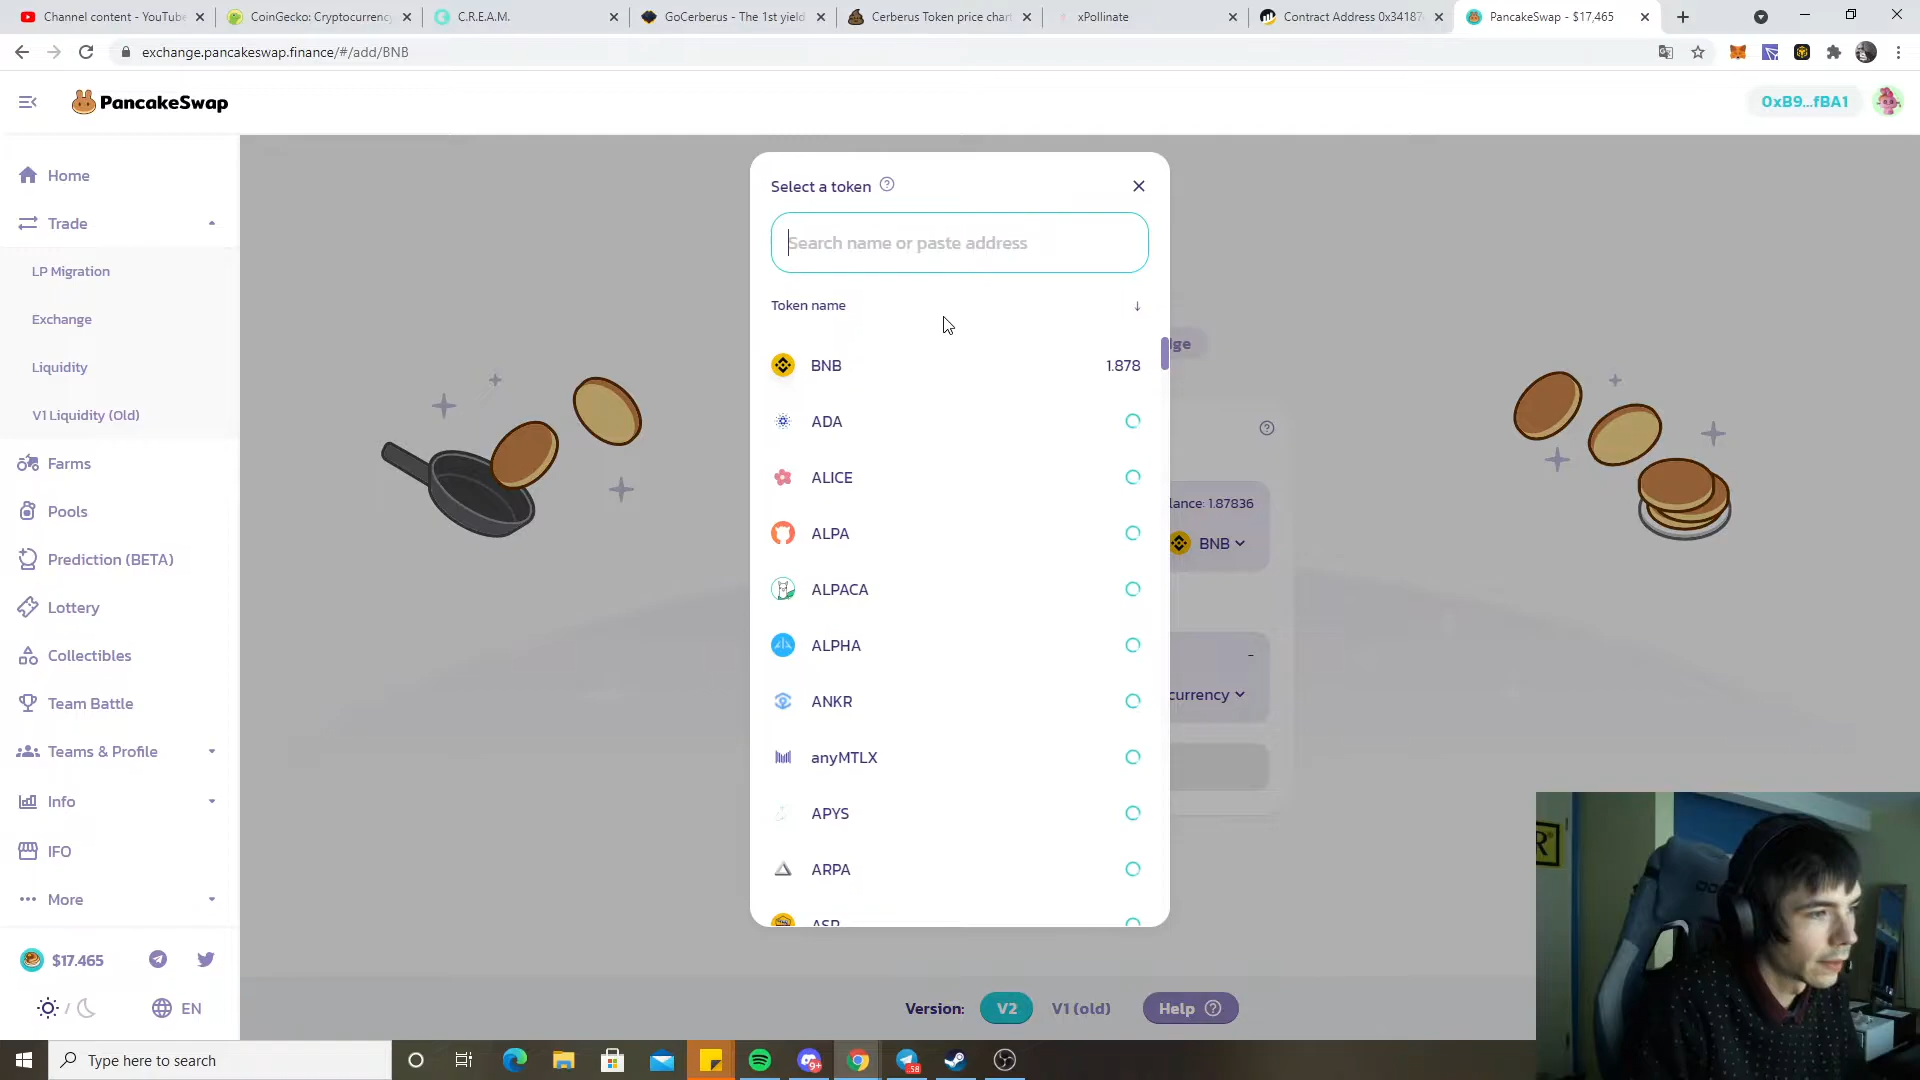 Channel content - YouTube
CoinGecko: Cryptocurrency
C.R.E.A.M.
GoCerberus - The 1st yield
Cerberus Token price chart
xPollinate
Contract Address 0x34187
PancakeSwap - $17,465
exchange.pancakeswap.finance/#/add/BNB
PancakeSwap
0xB9...fBA1
Home
Trade
LP Migration
Exchange
Liquidity
V1 Liquidity (Old)
Farms
Pools
Prediction (BETA)
Lottery
Collectibles
Team Battle
Teams & Profile
Info
IFO
More
$17.465
EN
Select a token
Search name or paste address
Token name
BNB 1.878
ADA
ALICE
ALPA
ALPACA
ALPHA
ANKR
anyMTLX
APYS
ARPA
dge
lance: 1.87836
BNB
-
currency
Version: V2 V1 (old) Help
Type here to search
9+
58